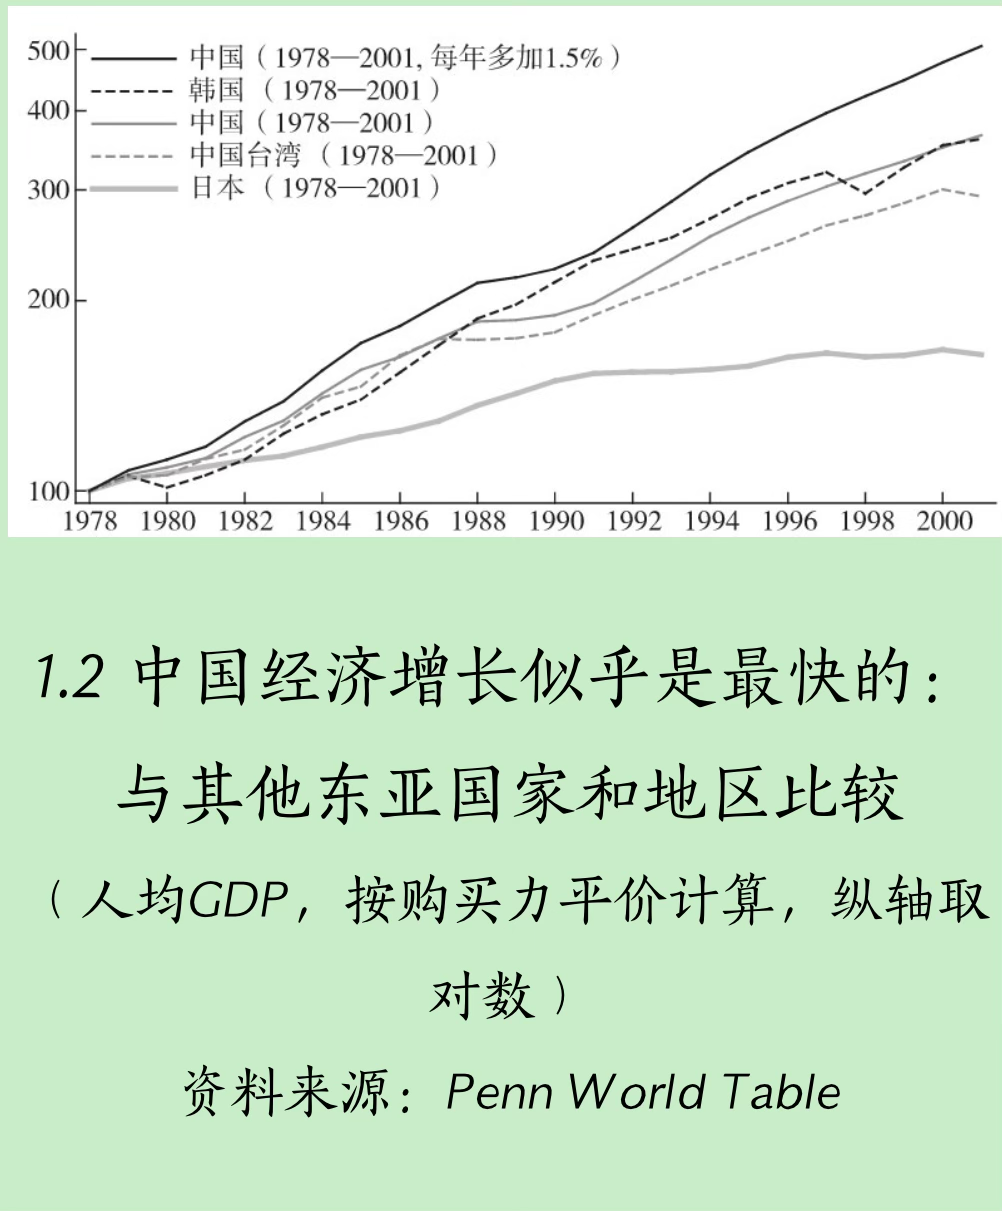 500
400
300
200
100
中国（1978—2001, 每年多加1.5%）
韩国（1978—2001）
中国（1978—2001）
中国台湾（1978—2001）
日本（1978—2001）
1978 1980 1982 1984 1986 1988 1990 1992 1994 1996 1998 2000
1.2 中国经济增长似乎是最快的：
与其他东亚国家和地区比较
（人均GDP，按购买力平价计算，纵轴取
对数）
资料来源：Penn World Table